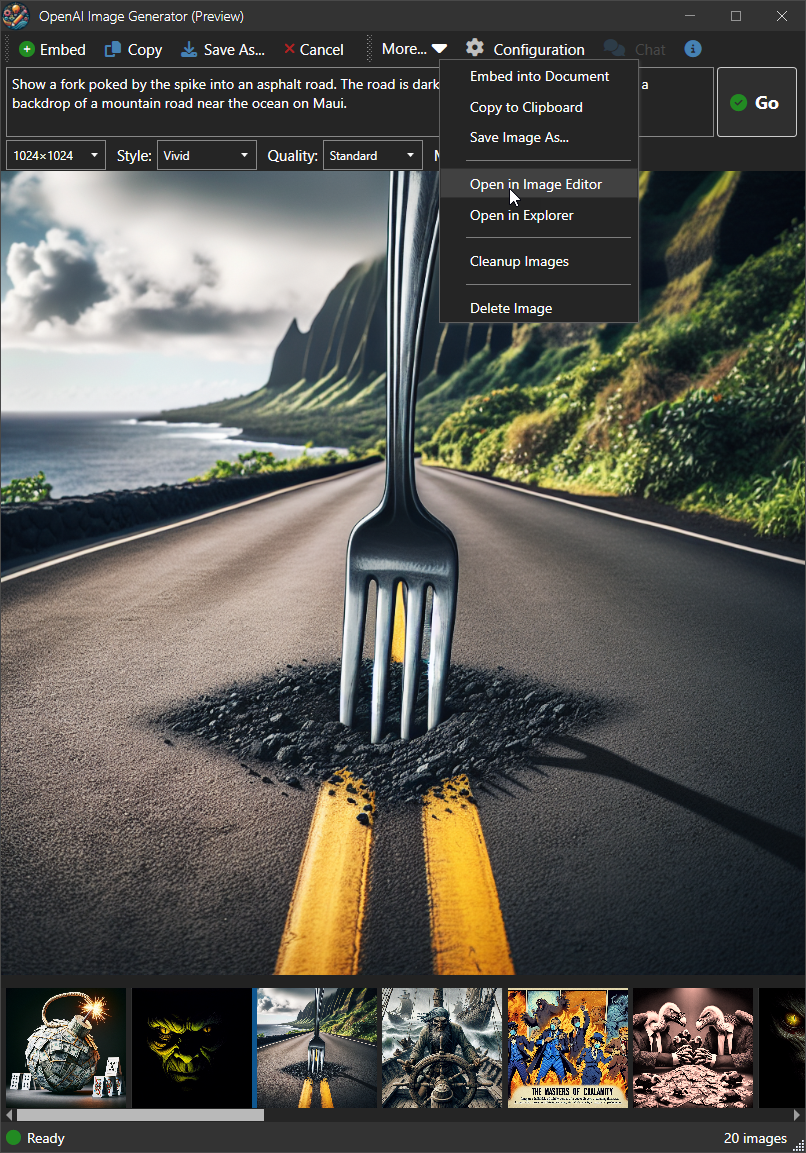 OpenAI Image Generator (Preview)
Embed Copy Save As... Cancel More... Configuration Chat
Show a fork poked by the spike into an asphalt road. The road is dark a
backdrop of a mountain road near the ocean on Maui.
Go
1024×1024 Style: Vivid Quality: Standard
Embed into Document
Copy to Clipboard
Save Image As...
Open in Image Editor
Open in Explorer
Cleanup Images
Delete Image
THE MASTERS OF CHALANITY
Ready
20 images